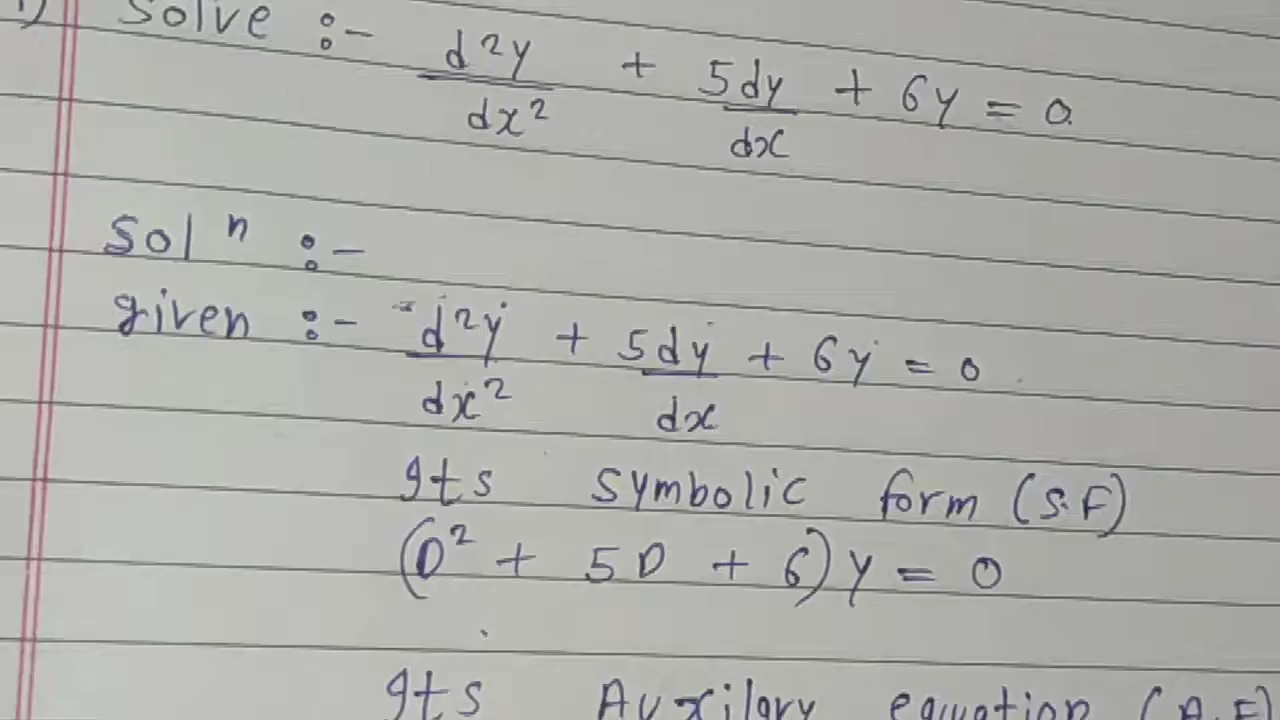 1) Solve :- d²y/dx² + 5dy/dx + 6y = 0.
Solⁿ :-
given :- d²y/dx² + 5dy/dx + 6y = 0
Its Symbolic form (S.F)
(D² + 5D + 6)y = 0
Its Auxilary equation (A.E)